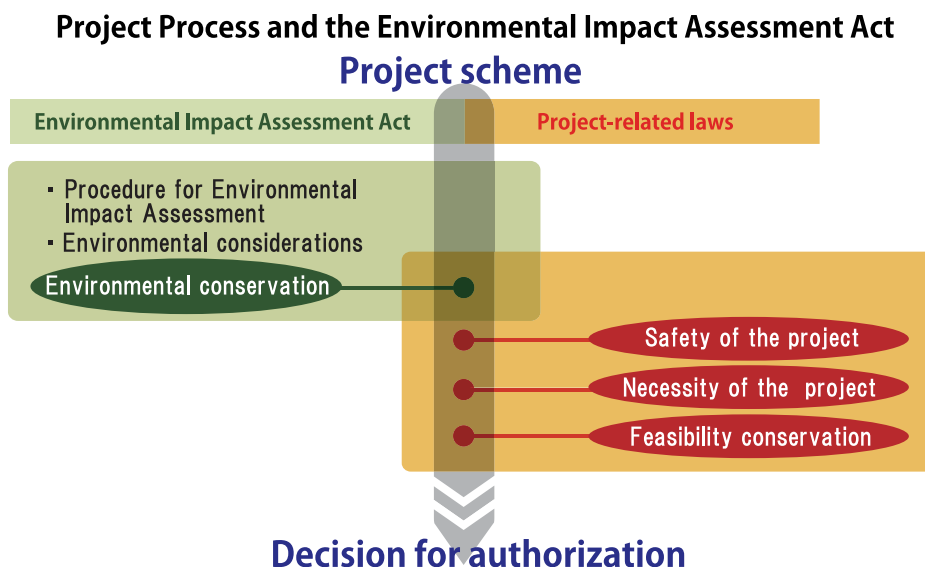 Project Process and the Environmental Impact Assessment Act
Project scheme
Environmental Impact Assessment Act
Project-related laws
・Procedure for Environmental
Impact Assessment
・Environmental considerations
Environmental conservation
Safety of the project
Necessity of the project
Feasibility conservation
Decision for authorization